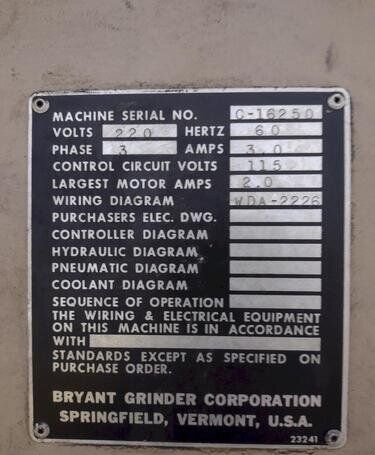 MACHINE SERIAL NO. C-16250
VOLTS 220 HERTZ 60
PHASE 3 AMPS 3.0
CONTROL CIRCUIT VOLTS 115
LARGEST MOTOR AMPS 2.0
WIRING DIAGRAM WDA-2226
PURCHASERS ELEC. DWG.
CONTROLLER DIAGRAM
HYDRAULIC DIAGRAM
PNEUMATIC DIAGRAM
COOLANT DIAGRAM
SEQUENCE OF OPERATION
THE WIRING & ELECTRICAL EQUIPMENT
ON THIS MACHINE IS IN ACCORDANCE
WITH
STANDARDS EXCEPT AS SPECIFIED ON
PURCHASE ORDER.
BRYANT GRINDER CORPORATION
SPRINGFIELD, VERMONT, U.S.A.
23241